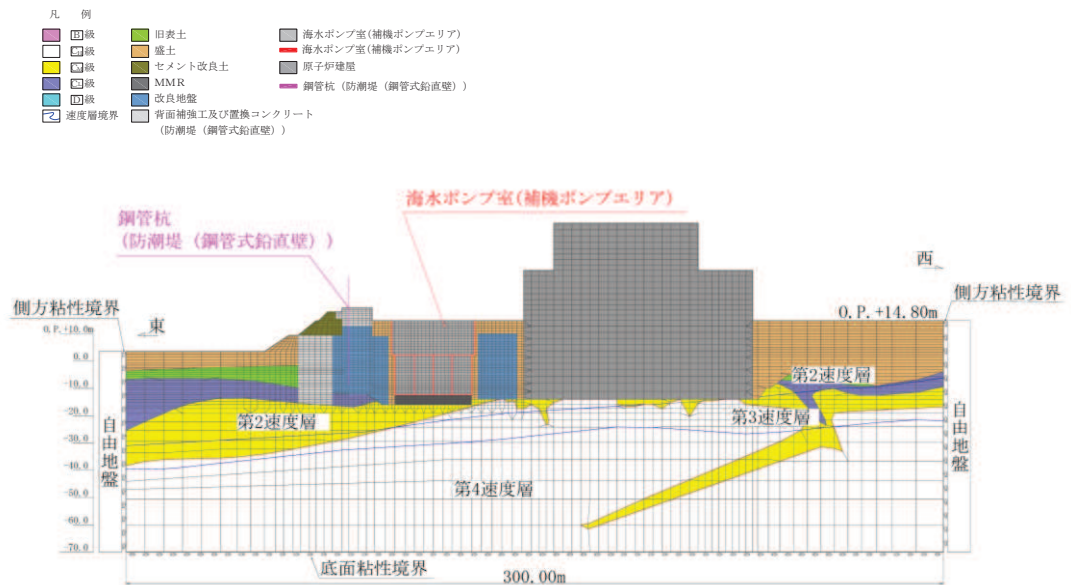 凡 例
B 級
CH 級
CM 級
CL 級
D 級
速度層境界
旧表土
盛土
セメント改良土
MMR
改良地盤
背面補強工及び置換コンクリート
(防潮堤（鋼管式鉛直壁）)
海水ポンプ室(補機ポンプエリア)
海水ポンプ室(補機ポンプエリア)
原子炉建屋
鋼管杭 (防潮堤（鋼管式鉛直壁）)
海水ポンプ室(補機ポンプエリア)
鋼管杭
(防潮堤（鋼管式鉛直壁）)
西
側方粘性境界
側方粘性境界
O.P.+14.80m
O.P.+10.0m
東
0.0
-10.0
-20.0
-30.0
-40.0
-50.0
-60.0
-70.0
自由地盤
自由地盤
第2速度層
第2速度層
第3速度層
第4速度層
底面粘性境界
300.00m